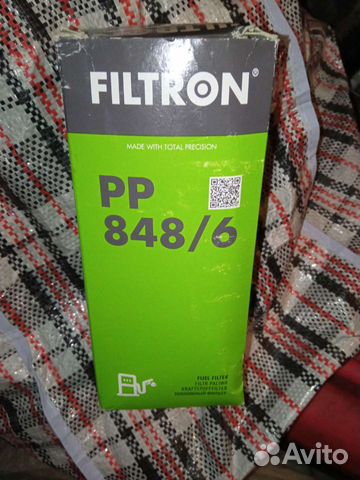 FILTRON®
MADE WITH TOTAL PRECISION
PP
848/6
FUEL FILTER
FILTR PALIWA
KRAFTSTOFFFILTER
ТОПЛИВНЫЙ ФИЛЬТР
Avito